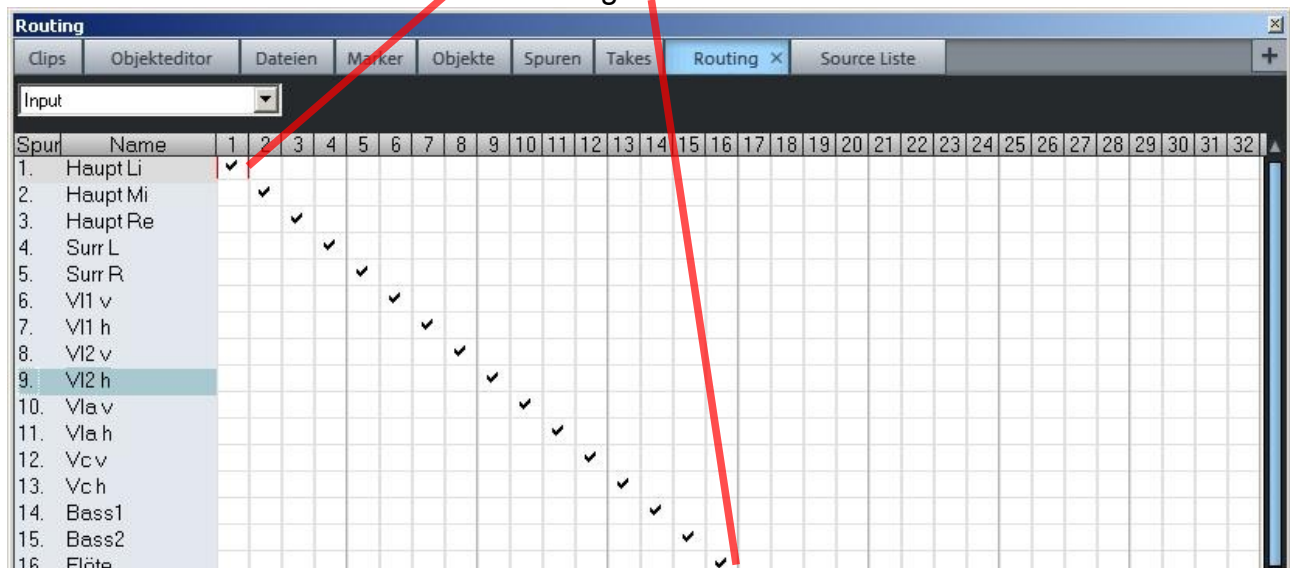 Routing
Clips Objekteditor Dateien Marker Objekte Spuren Takes Routing × Source Liste +
Input
Spur Name 1 2 3 4 5 6 7 8 9 10 11 12 13 14 15 16 17 18 19 20 21 22 23 24 25 26 27 28 29 30 31 32
1. Haupt Li
2. Haupt Mi
3. Haupt Re
4. Surr L
5. Surr R
6. Vl1 v
7. Vl1 h
8. Vl2 v
9. Vl2 h
10. Vla v
11. Vla h
12. Vc v
13. Vc h
14. Bass1
15. Bass2
16. Flöte